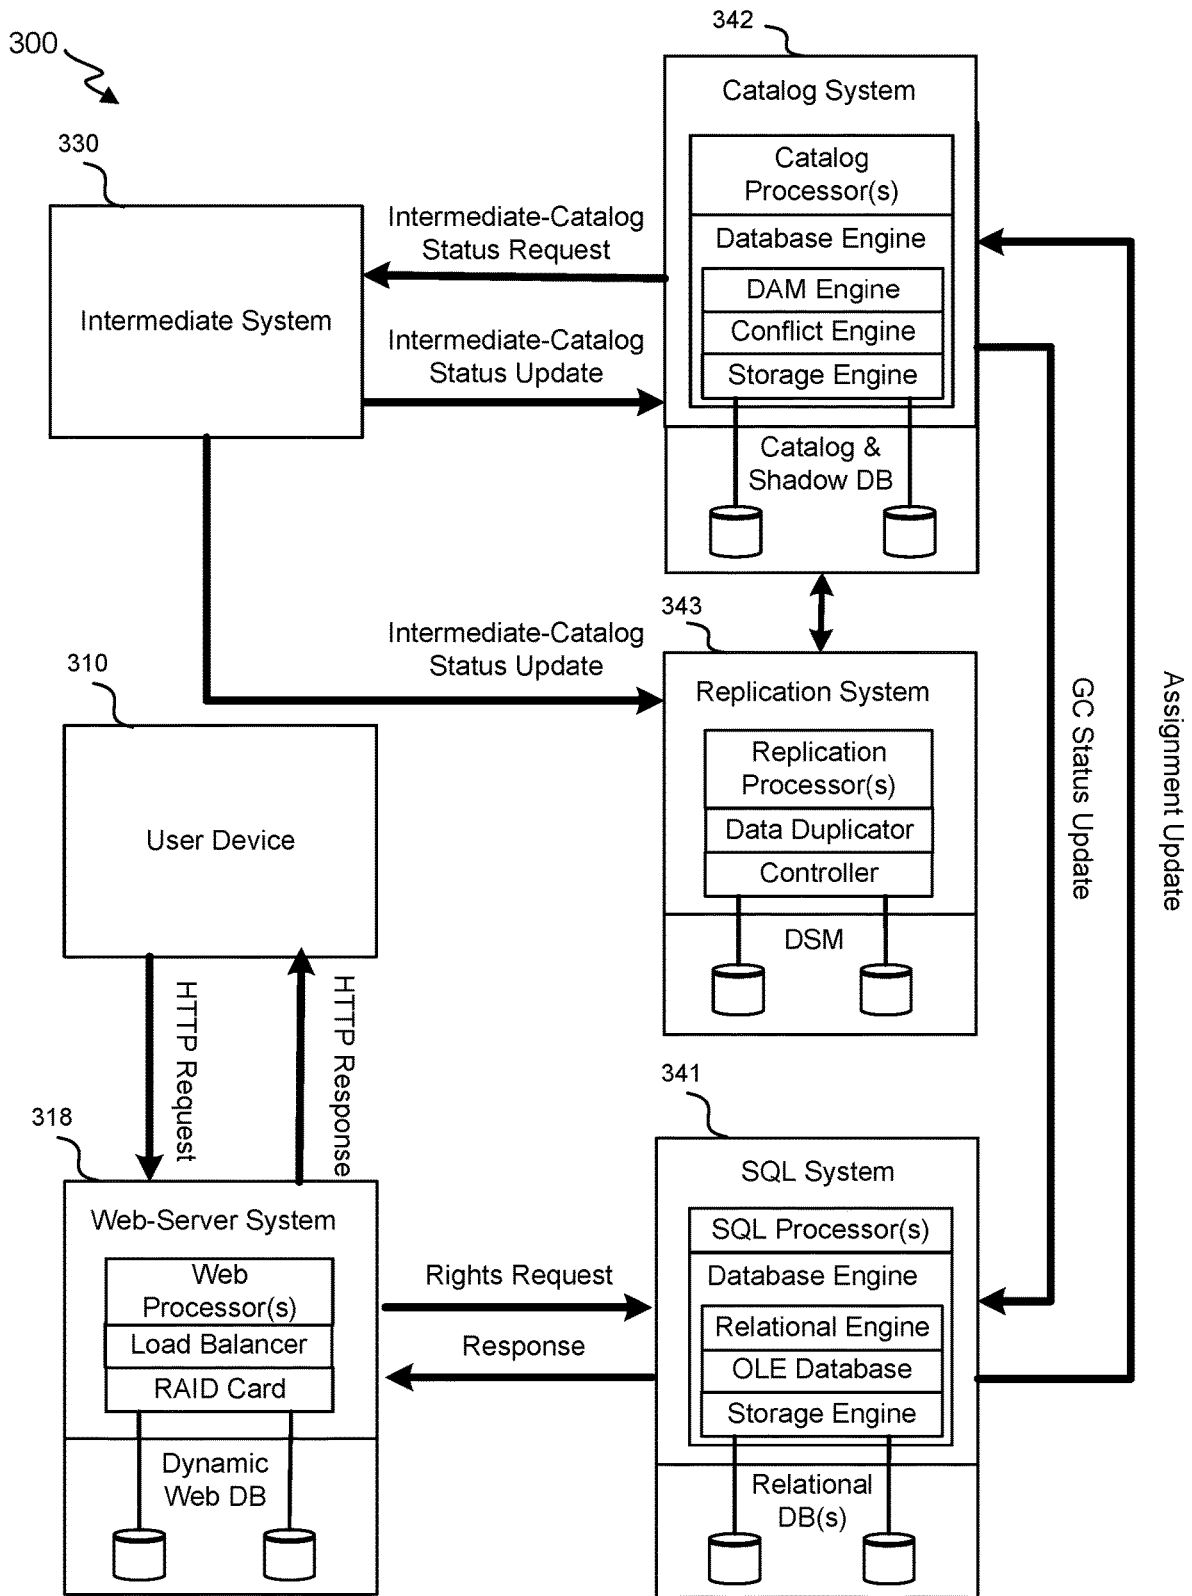 300
342
Catalog System
Catalog
Processor(s)
Database Engine
DAM Engine
Conflict Engine
Storage Engine
Catalog &
Shadow DB
330
Intermediate System
Intermediate-Catalog
Status Request
Intermediate-Catalog
Status Update
Intermediate-Catalog
Status Update
343
Replication System
Replication
Processor(s)
Data Duplicator
Controller
DSM
GC Status Update
Assignment Update
310
User Device
HTTP Request
HTTP Response
318
Web-Server System
Web
Processor(s)
Load Balancer
RAID Card
Dynamic
Web DB
Rights Request
Response
341
SQL System
SQL Processor(s)
Database Engine
Relational Engine
OLE Database
Storage Engine
Relational
DB(s)